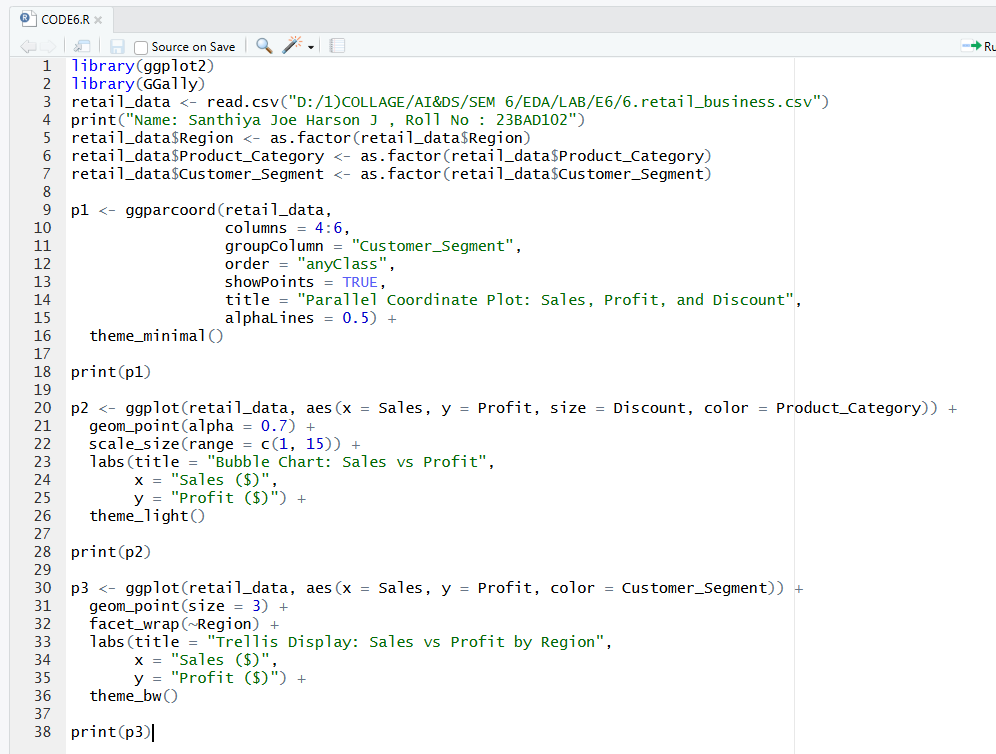 CODE6.R
Source on Save
Ru
1 library(ggplot2)
2 library(GGally)
3 retail_data <- read.csv("D:/1)COLLAGE/AI&DS/SEM 6/EDA/LAB/E6/6.retail_business.csv")
4 print("Name: Santhiya Joe Harson J , Roll No : 23BAD102")
5 retail_data$Region <- as.factor(retail_data$Region)
6 retail_data$Product_Category <- as.factor(retail_data$Product_Category)
7 retail_data$Customer_Segment <- as.factor(retail_data$Customer_Segment)
8
9 p1 <- ggparcoord(retail_data,
10                  columns = 4:6,
11                  groupColumn = "Customer_Segment",
12                  order = "anyClass",
13                  showPoints = TRUE,
14                  title = "Parallel Coordinate Plot: Sales, Profit, and Discount",
15                  alphaLines = 0.5) +
16   theme_minimal()
17
18 print(p1)
19
20 p2 <- ggplot(retail_data, aes(x = Sales, y = Profit, size = Discount, color = Product_Category)) +
21   geom_point(alpha = 0.7) +
22   scale_size(range = c(1, 15)) +
23   labs(title = "Bubble Chart: Sales vs Profit",
24        x = "Sales ($)",
25        y = "Profit ($)") +
26   theme_light()
27
28 print(p2)
29
30 p3 <- ggplot(retail_data, aes(x = Sales, y = Profit, color = Customer_Segment)) +
31   geom_point(size = 3) +
32   facet_wrap(~Region) +
33   labs(title = "Trellis Display: Sales vs Profit by Region",
34        x = "Sales ($)",
35        y = "Profit ($)") +
36   theme_bw()
37
38 print(p3)